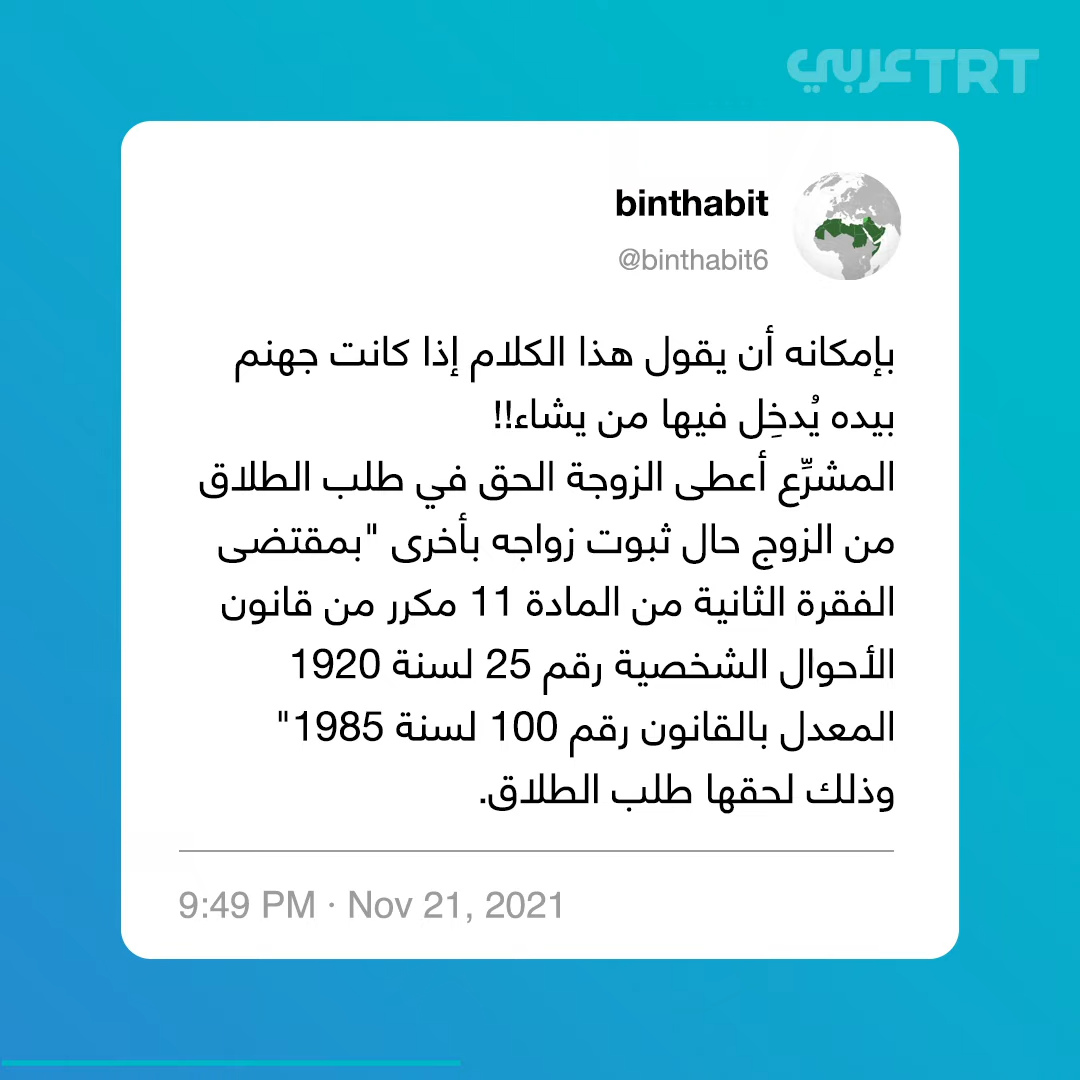 TRT عربي
binthabit
@binthabit6
بإمكانه أن يقول هذا الكلام إذا كانت جهنم
بيده يُدخِل فيها من يشاء!!
المشرِّع أعطى الزوجة الحق في طلب الطلاق
من الزوج حال ثبوت زواجه بأخرى "بمقتضى
الفقرة الثانية من المادة 11 مكرر من قانون
الأحوال الشخصية رقم 25 لسنة 1920
المعدل بالقانون رقم 100 لسنة 1985"
وذلك لحقها طلب الطلاق.
9:49 PM · Nov 21, 2021